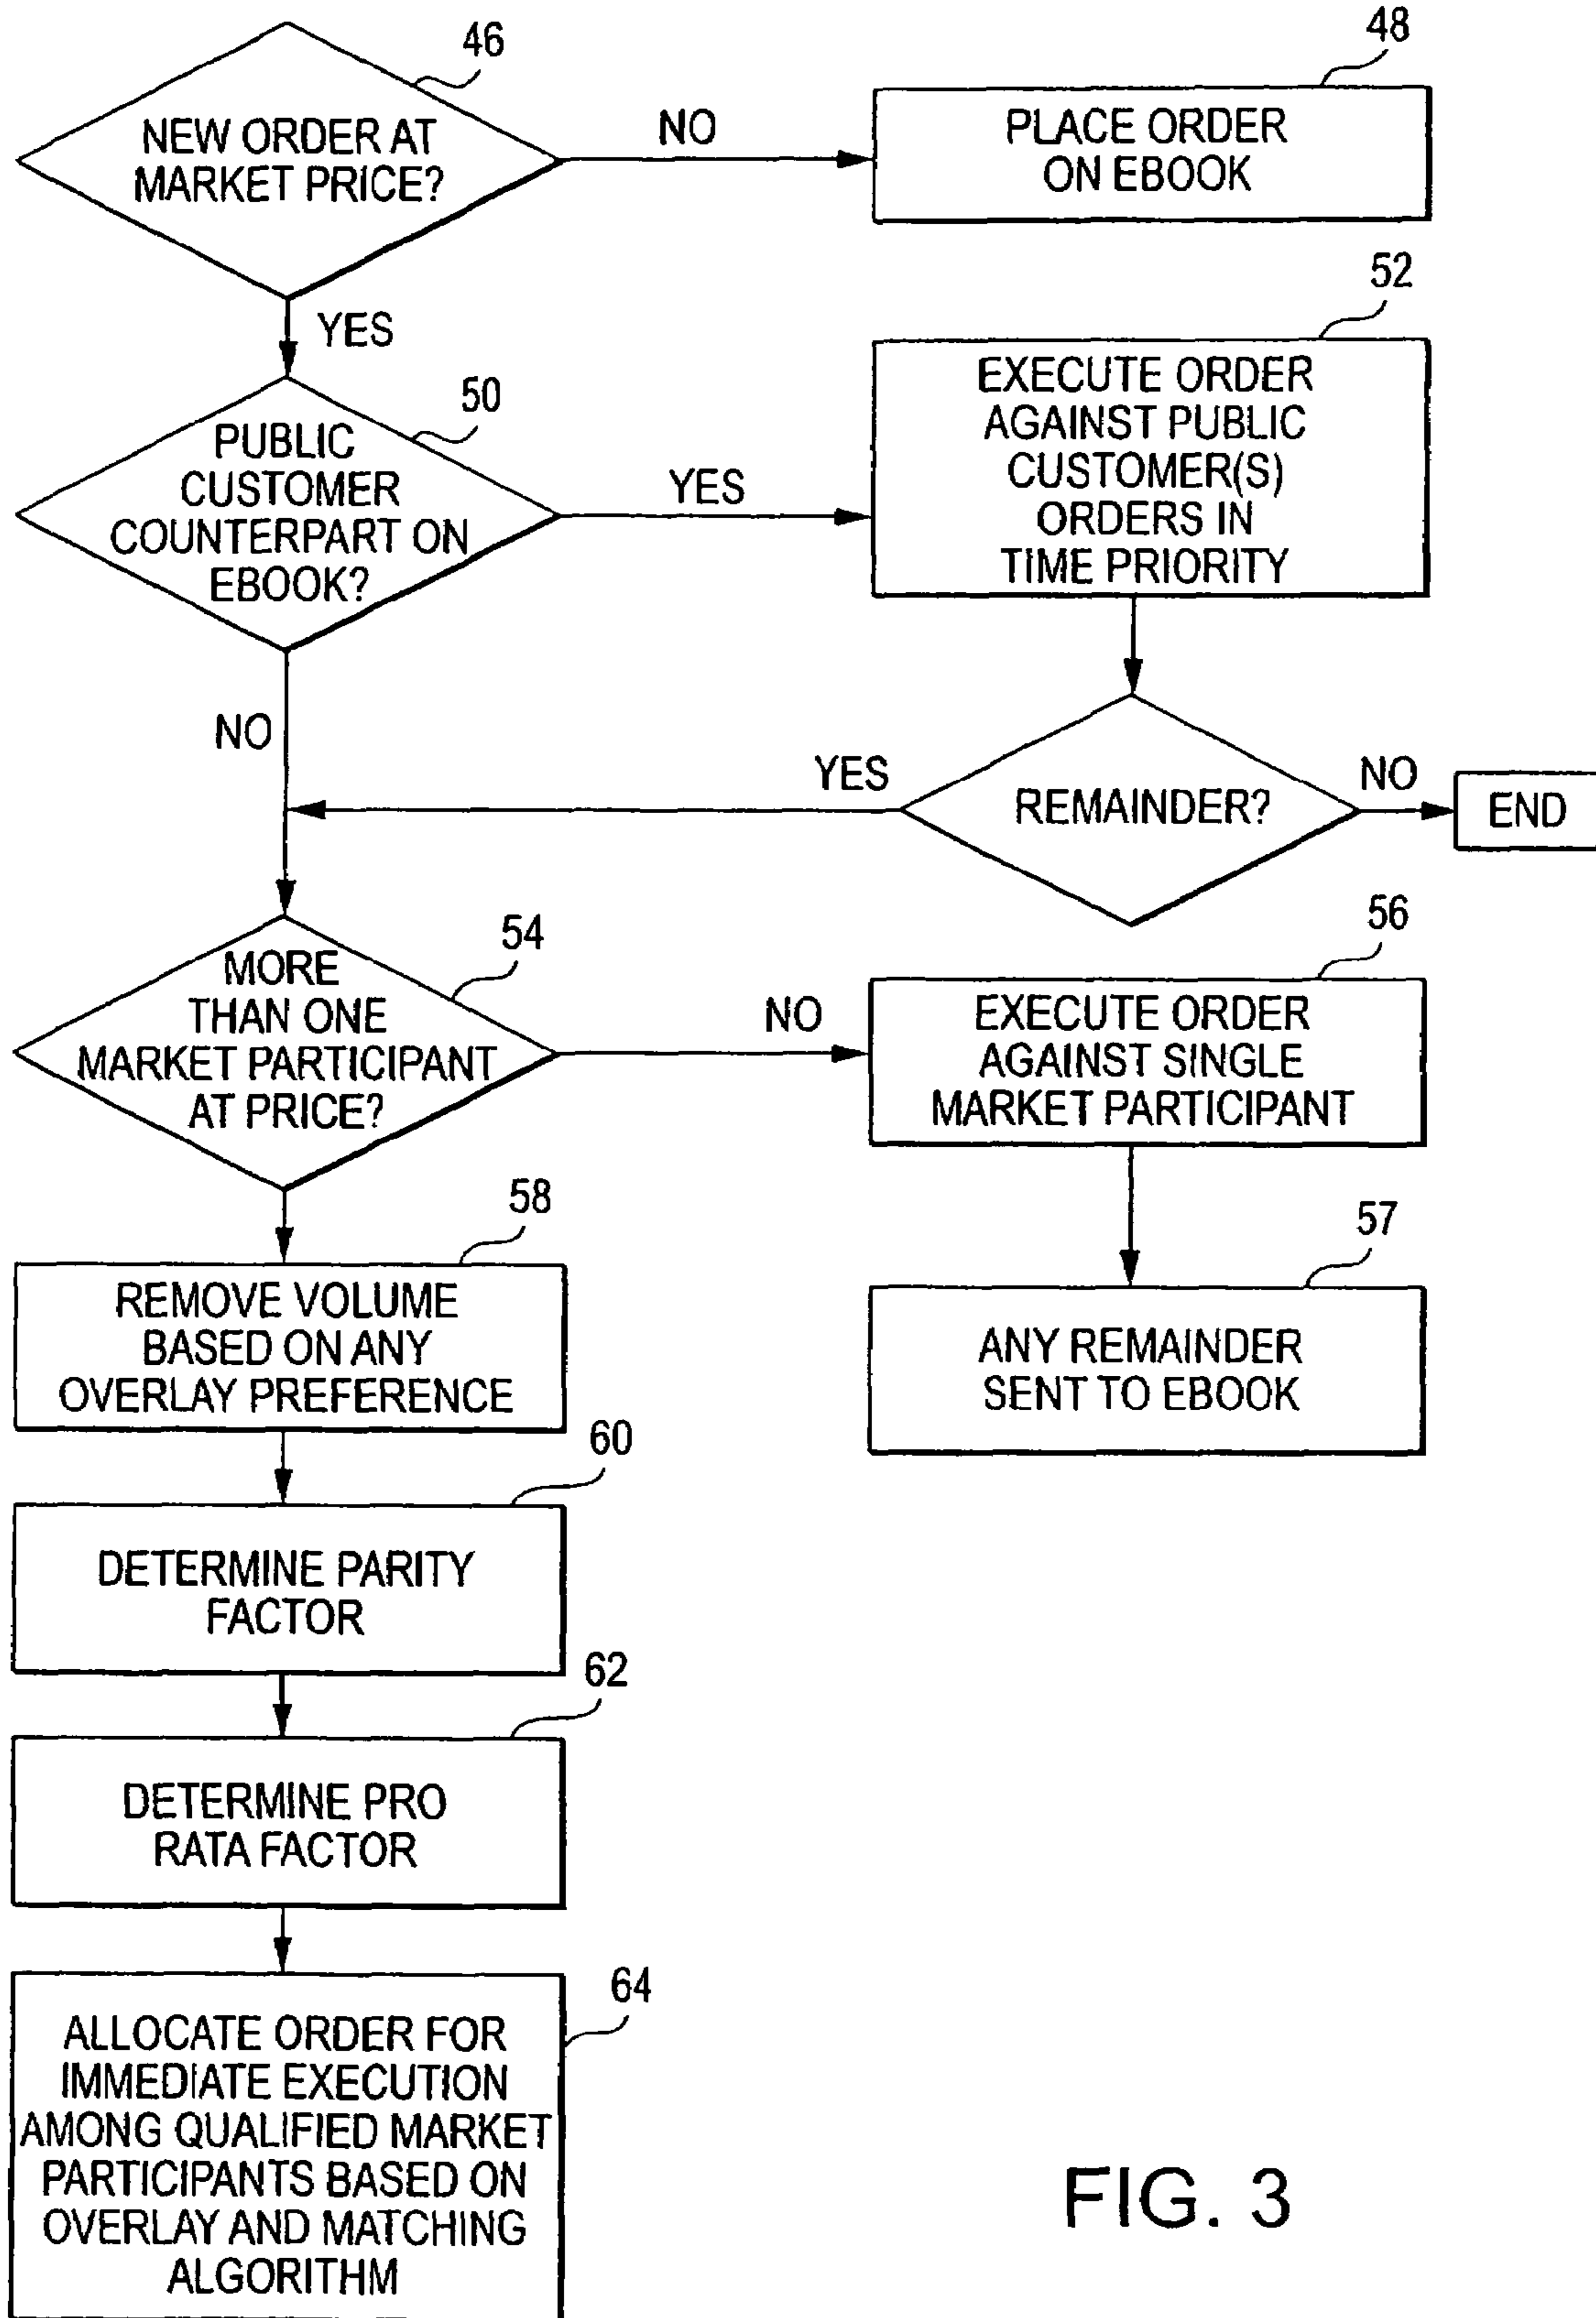 46
NEW ORDER AT
MARKET PRICE?
NO
48
PLACE ORDER
ON EBOOK
YES
50
PUBLIC
CUSTOMER
COUNTERPART ON
EBOOK?
YES
52
EXECUTE ORDER
AGAINST PUBLIC
CUSTOMER(S)
ORDERS IN
TIME PRIORITY
NO
YES
REMAINDER?
NO
END
54
MORE
THAN ONE
MARKET PARTICIPANT
AT PRICE?
NO
56
EXECUTE ORDER
AGAINST SINGLE
MARKET PARTICIPANT
57
ANY REMAINDER
SENT TO EBOOK
58
REMOVE VOLUME
BASED ON ANY
OVERLAY PREFERENCE
60
DETERMINE PARITY
FACTOR
62
DETERMINE PRO
RATA FACTOR
64
ALLOCATE ORDER FOR
IMMEDIATE EXECUTION
AMONG QUALIFIED MARKET
PARTICIPANTS BASED ON
OVERLAY AND MATCHING
ALGORITHM
FIG. 3